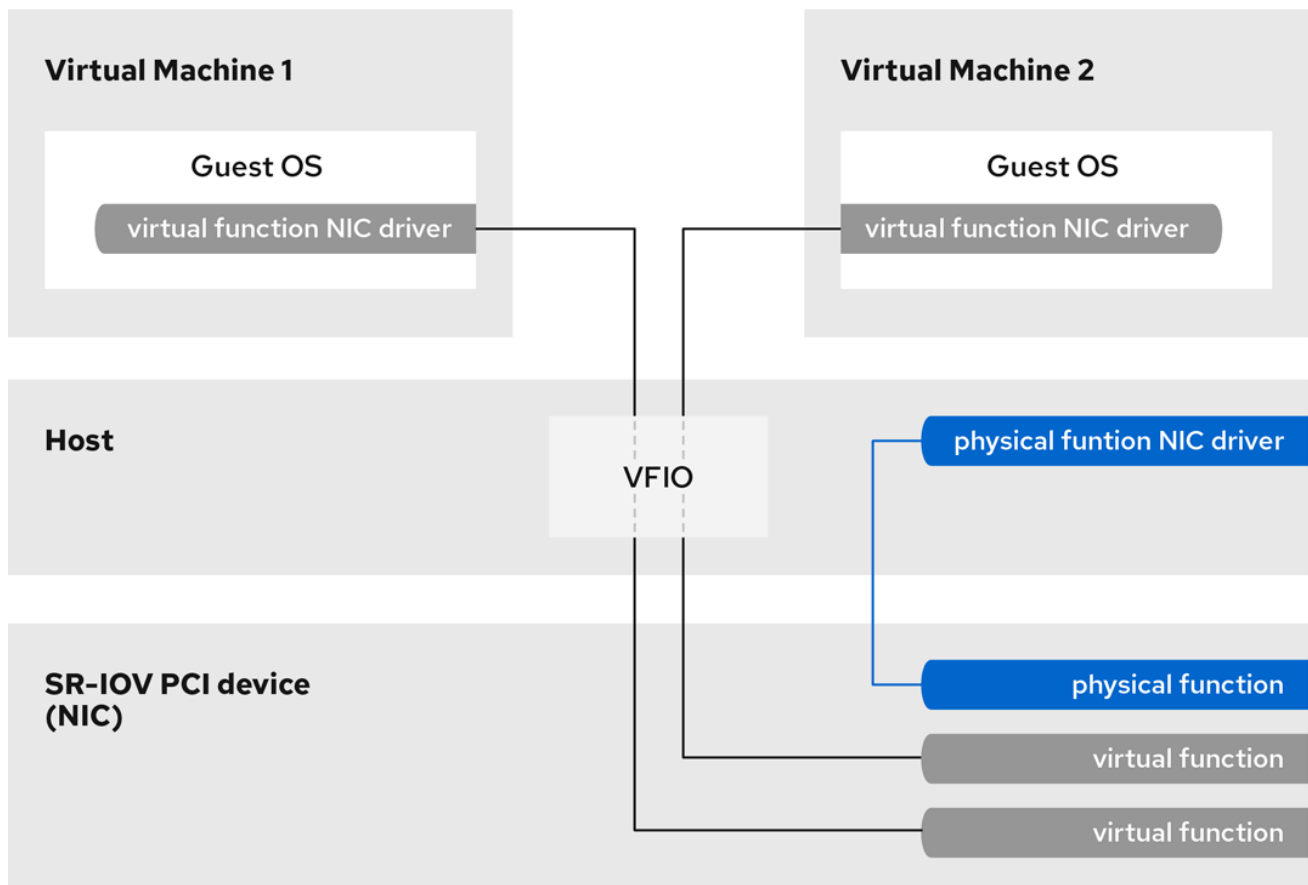 Virtual Machine 1
Guest OS
virtual function NIC driver
Virtual Machine 2
Guest OS
virtual function NIC driver
Host
VFIO
physical funtion NIC driver
SR-IOV PCI device
(NIC)
physical function
virtual function
virtual function